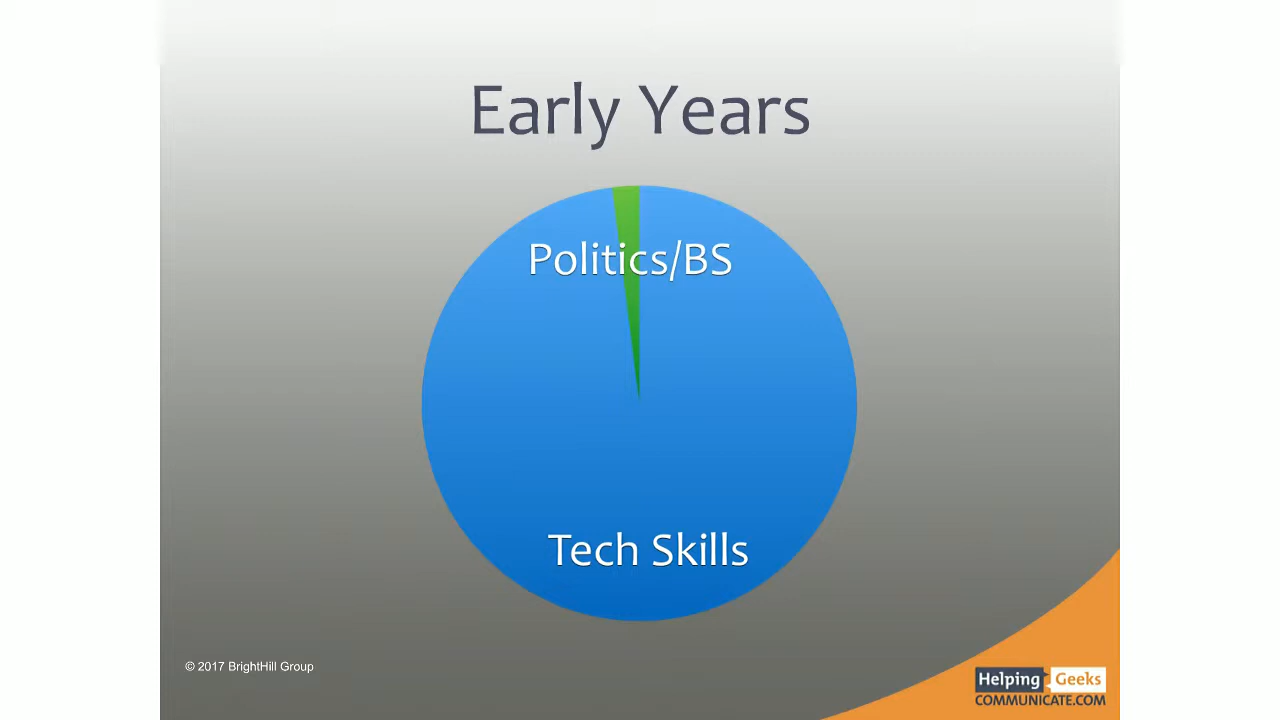 Early Years
Politics/BS
Tech Skills
© 2017 BrightHill Group
Helping Geeks
COMMUNICATE.COM